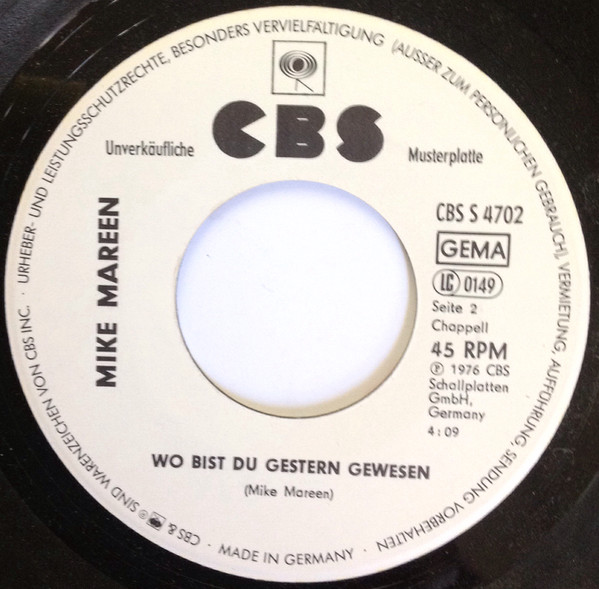 URHEBER- UND LEISTUNGSSCHUTZRECHTE, BESONDERS VERVIELFÄLTIGUNG (AUSSER ZUM PERSÖNLICHEN GEBRAUCH), VERMIETUNG, AUFFÜHRUNG, SENDUNG VORBEHALTEN · MADE IN GERMANY · CBS & SIND WARENZEICHEN VON CBS INC. ·
CBS
Unverkäufliche Musterplatte
MIKE MAREEN
CBS S 4702
GEMA
LC 0149
Seite 2
Chappell
45 RPM
Ⓟ 1976 CBS
Schallplatten
GmbH,
Germany
4:09
WO BIST DU GESTERN GEWESEN
(Mike Mareen)